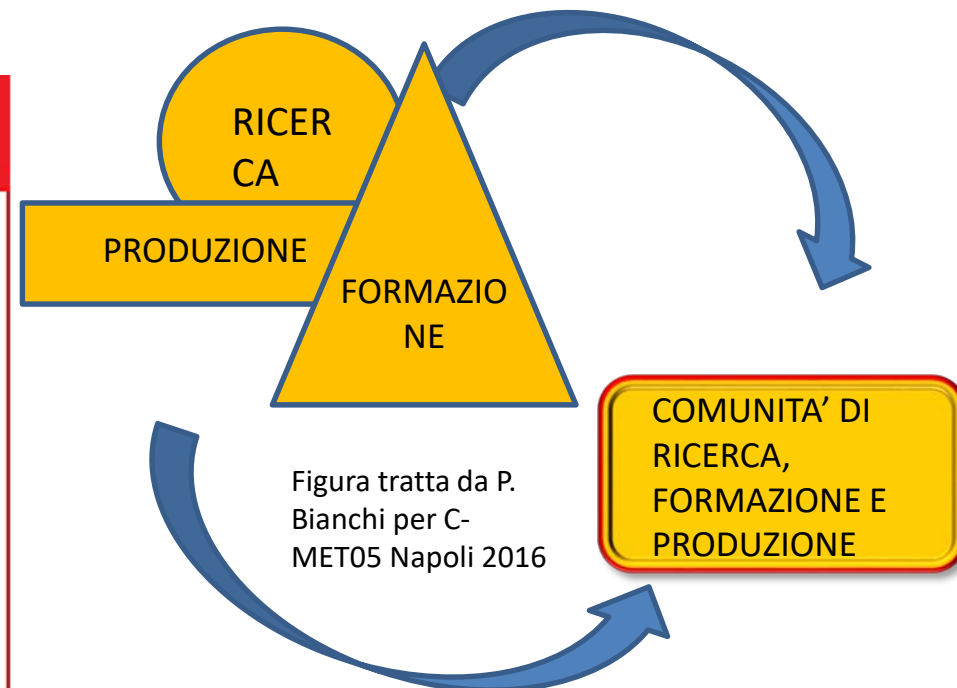 RICER
CA
PRODUZIONE
FORMAZIO
NE
COMUNITA’ DI
RICERCA,
FORMAZIONE E
PRODUZIONE
Figura tratta da P.
Bianchi per C-
MET05 Napoli 2016